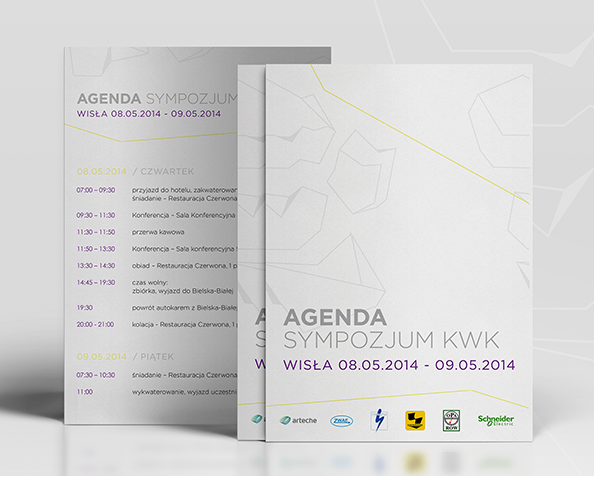 AGENDA SYMPOZJUM
WISŁA 08.05.2014 - 09.05.2014
08.05.2014 / CZWARTEK
07:00 – 09:30 przyjazd do hotelu, zakwaterowan
śniadanie – Restauracja Czerwona
09:30 – 11:30 Konferencja – Sala Konferencyjna
11:30 – 11:50 przerwa kawowa
11:50 – 13:30 Konferencja – Sala konferencyjna
13:30 – 14:30 obiad – Restauracja Czerwona, 1 p
14:45 – 19:30 czas wolny:
zbiórka, wyjazd do Bielska-Białej
19:30 powrót autokarem z Bielska-Białej
20:00 - 21:00 kolacja - Restauracja Czerwona, 1 p
09.05.2014 / PIĄTEK
07:30 – 10:30 śniadanie – Restauracja Czerwona,
11:00 wykwaterowanie, wyjazd uczestni
A
S
W
AGENDA
SYMPOZJUM KWK
WISŁA 08.05.2014 - 09.05.2014
arteche
ZWAE
ROW
Schneider
Electric